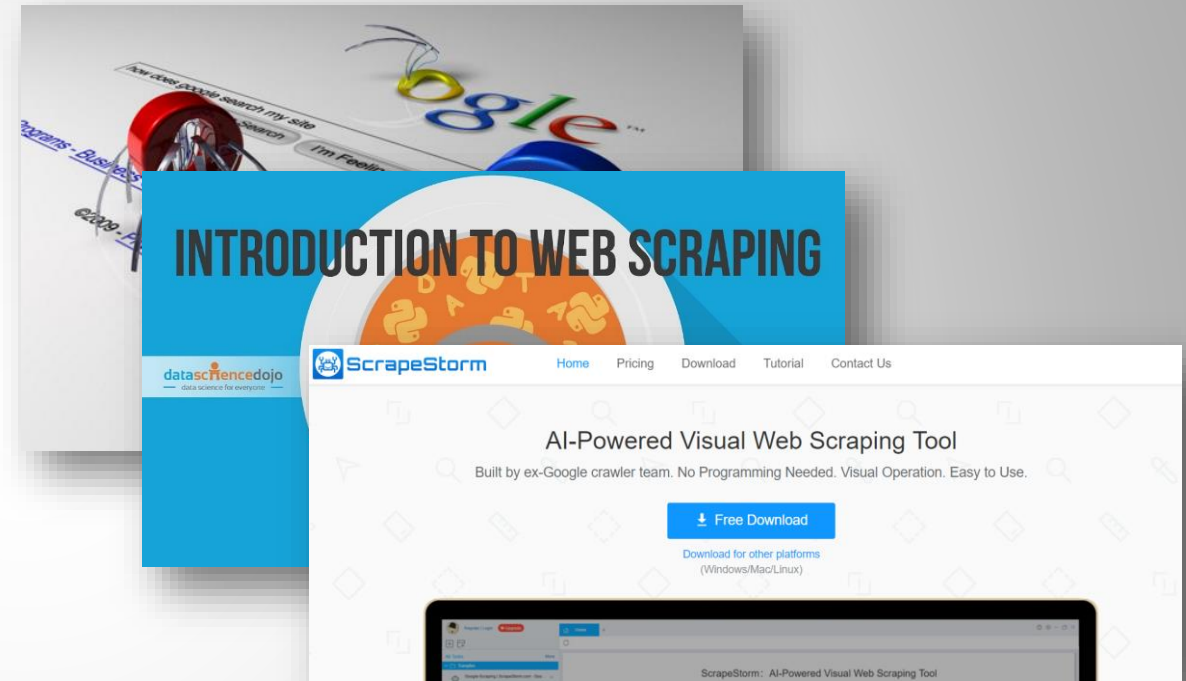 ogle™
how does google search my site
Search
I'm Feeling
Programs - Business
©2009 -
INTRODUCTION TO WEB SCRAPING
D A T A
datasciencedojo
data science for everyone
ScrapeStorm
Home Pricing Download Tutorial Contact Us
AI-Powered Visual Web Scraping Tool
Built by ex-Google crawler team. No Programming Needed. Visual Operation. Easy to Use.
Free Download
Download for other platforms
(Windows/Mac/Linux)
ScrapeStorm: AI-Powered Visual Web Scraping Tool